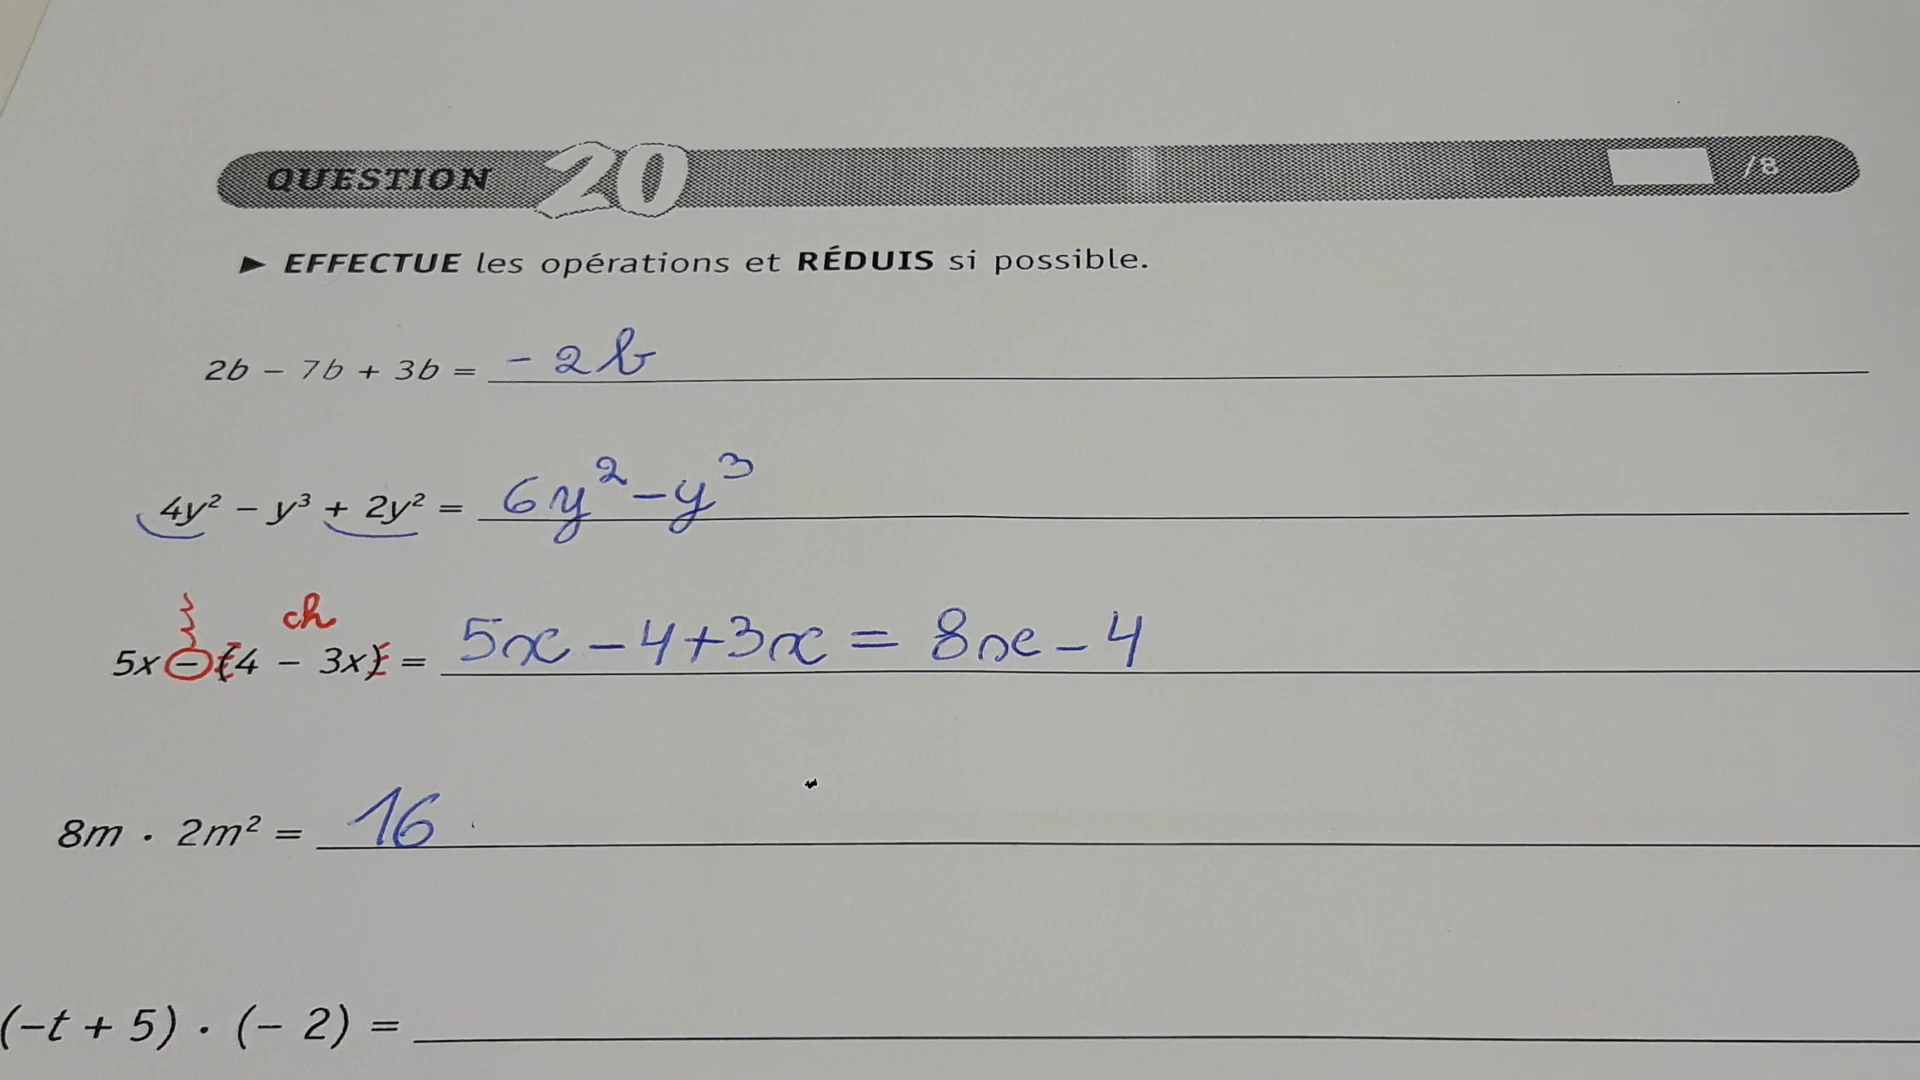 QUESTION 20 /8
► EFFECTUE les opérations et RÉDUIS si possible.
2b – 7b + 3b = - 2b
4y² – y³ + 2y² = 6y² - y³
ch
5x – (4 – 3x) = 5x - 4 + 3x = 8x - 4
8m · 2m² = 16
(–t + 5) · (– 2) =